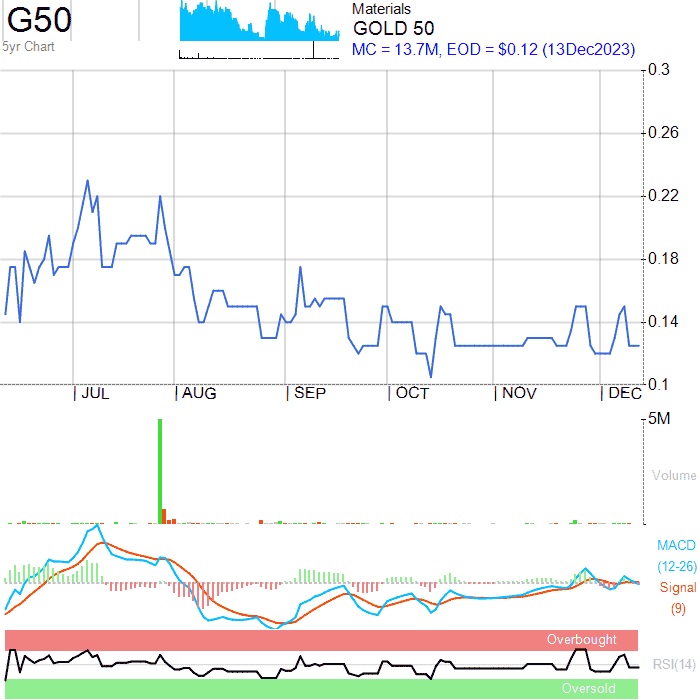 G50
5yr Chart
Materials
GOLD 50
MC = 13.7M, EOD = $0.12 (13Dec2023)
0.3
0.26
0.22
0.18
0.14
0.1
| JUL | AUG | SEP | OCT | NOV | DEC
5M
Volume
MACD
(12-26)
Signal
(9)
Overbought
RSI(14)
Oversold